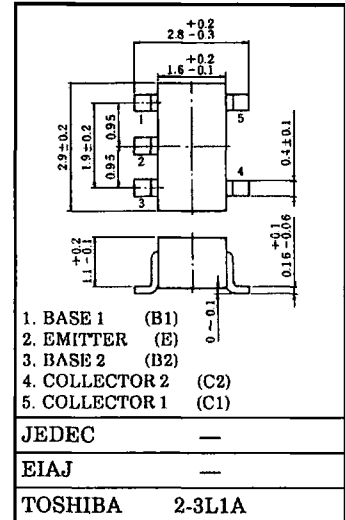 +0.2
2.8 -0.3
+0.2
1.6 -0.1
1
5
2
3
4
2.9±0.2
1.9±0.2
0.95
0.95
0.4±0.1
+0.2
1.1 -0.1
+0.1
0.16 -0.06
0~0.1
1. BASE 1 (B1)
2. EMITTER (E)
3. BASE 2 (B2)
4. COLLECTOR 2 (C2)
5. COLLECTOR 1 (C1)
JEDEC —
EIAJ —
TOSHIBA 2-3L1A